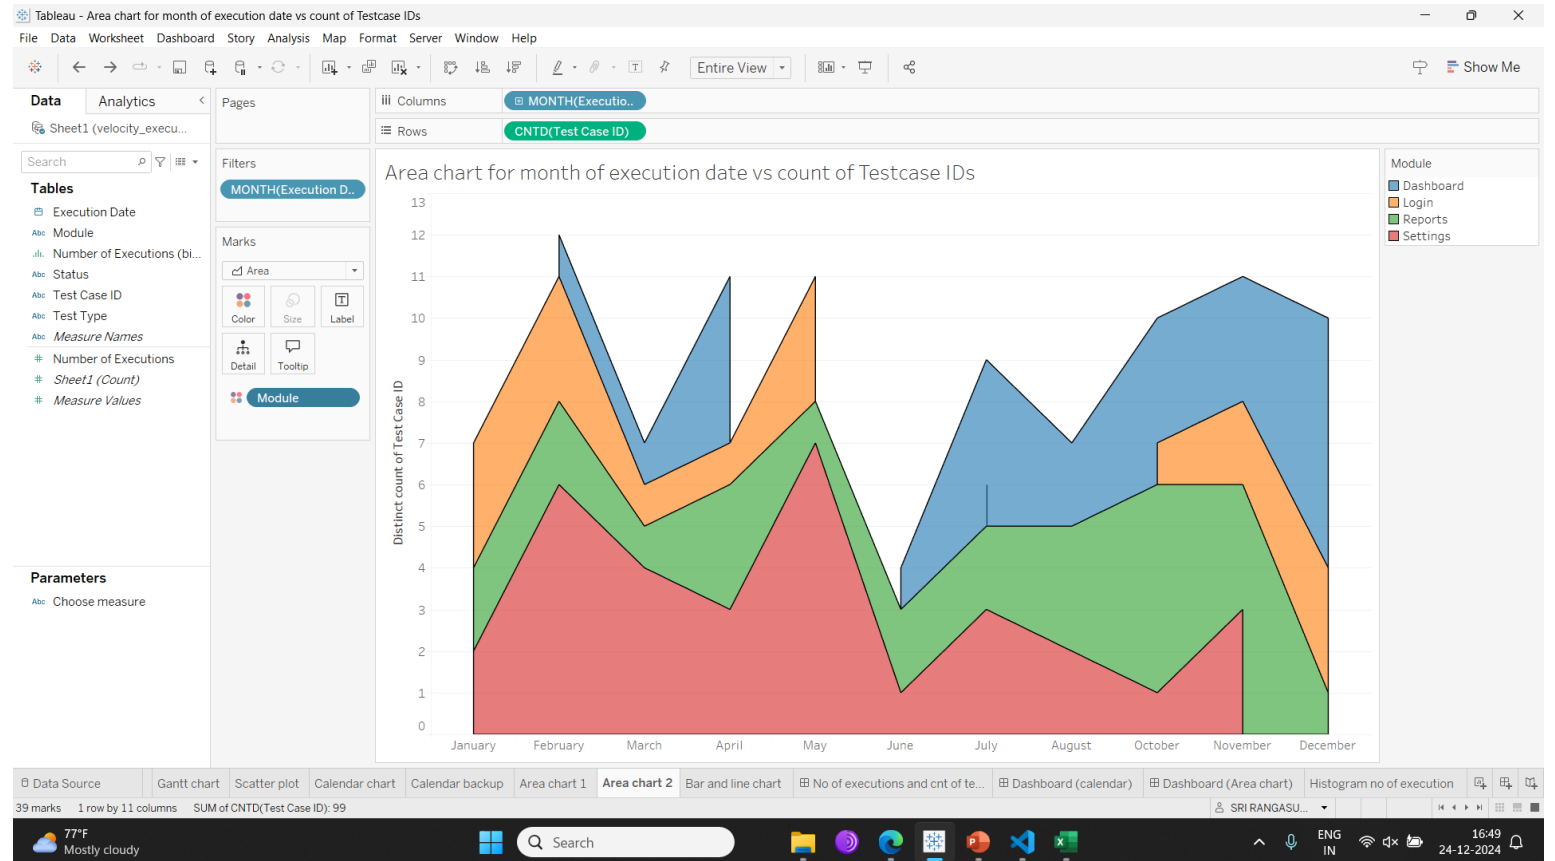 Tableau - Area chart for month of execution date vs count of Testcase IDs
File Data Worksheet Dashboard Story Analysis Map Format Server Window Help
Entire View
Show Me
Data Analytics
Sheet1 (velocity_execu...
Search
Tables
Execution Date
Abc Module
Number of Executions (bi...
Abc Status
Abc Test Case ID
Abc Test Type
Abc Measure Names
# Number of Executions
# Sheet1 (Count)
# Measure Values
Parameters
Abc Choose measure
Pages
Filters
MONTH(Execution D..
Marks
Area
Color Size Label
Detail Tooltip
Module
Columns MONTH(Executio..
Rows CNTD(Test Case ID)
Area chart for month of execution date vs count of Testcase IDs
Distinct count of Test Case ID
13
12
11
10
9
8
7
6
5
4
3
2
1
0
January February March April May June July August October November December
Module
Dashboard
Login
Reports
Settings
Data Source Gantt chart Scatter plot Calendar chart Calendar backup Area chart 1 Area chart 2 Bar and line chart No of executions and cnt of te... Dashboard (calendar) Dashboard (Area chart) Histogram no of execution
39 marks 1 row by 11 columns SUM of CNTD(Test Case ID): 99
SRI RANGASU...
77°F
Mostly cloudy
Search
ENG
IN
16:49
24-12-2024